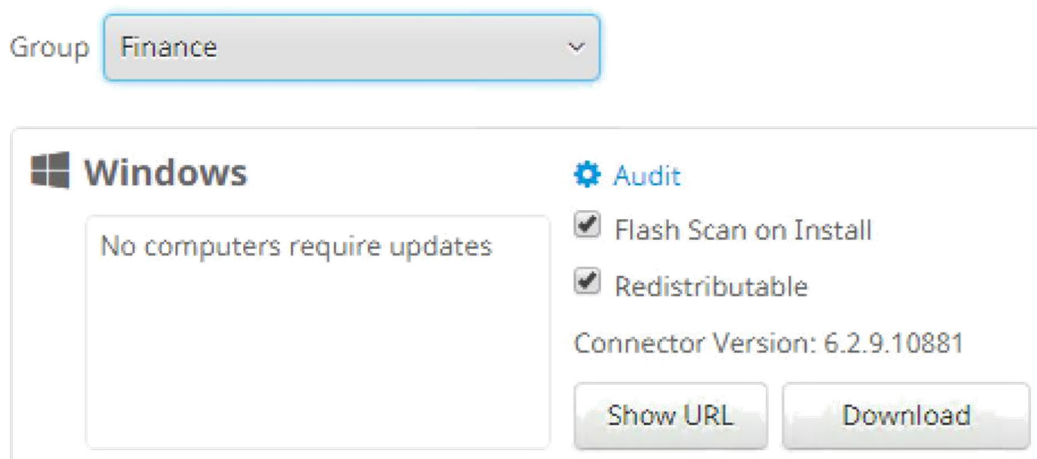 Group Finance
Windows
Audit
No computers require updates
Flash Scan on Install
Redistributable
Connector Version: 6.2.9.10881
Show URL Download